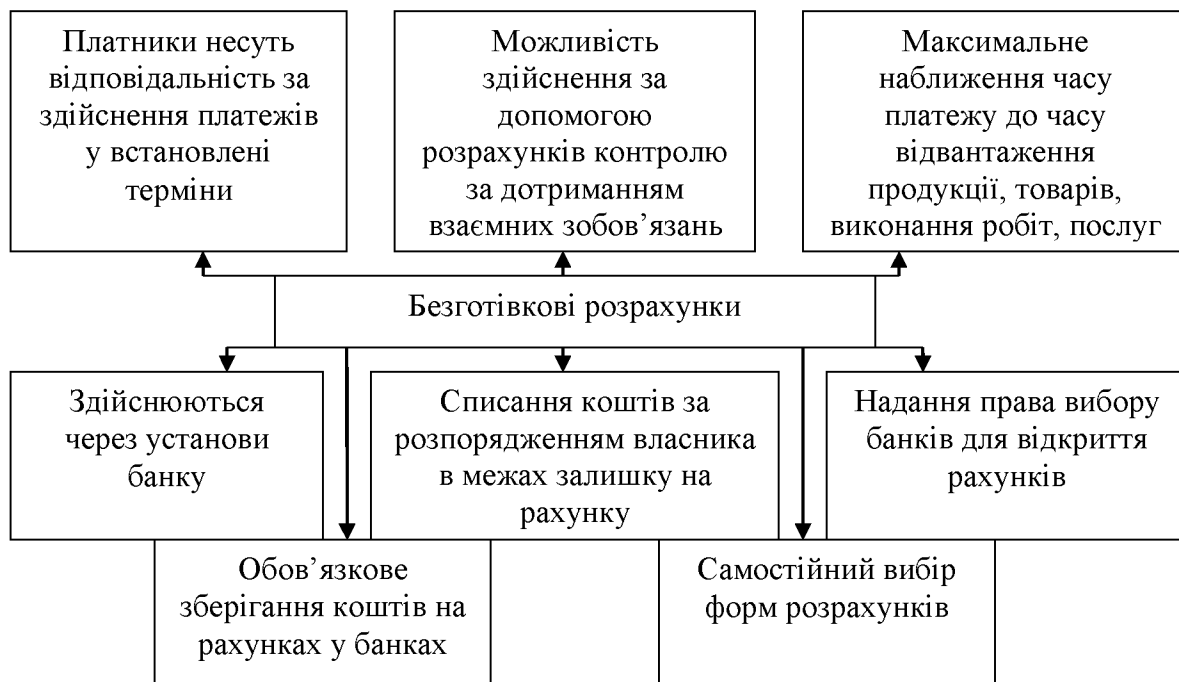 Платники несуть
відповідальність за
здійснення платежів
у встановлені
терміни
Можливість
здійснення за
допомогою
розрахунків контролю
за дотриманням
взаємних зобов’язань
Максимальне
наближення часу
платежу до часу
відвантаження
продукції, товарів,
виконання робіт, послуг
Безготівкові розрахунки
Здійснюються
через установи
банку
Списання коштів за
розпорядженням власника
в межах залишку на
рахунку
Надання права вибору
банків для відкриття
рахунків
Обов’язкове
зберігання коштів на
рахунках у банках
Самостійний вибір
форм розрахунків